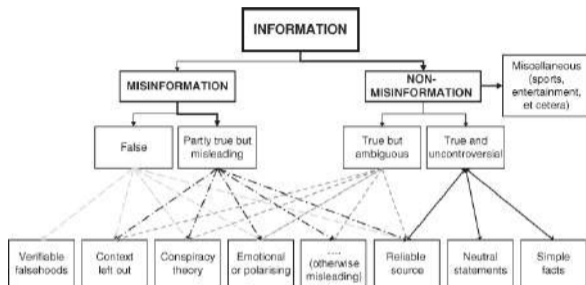 INFORMATION
MISINFORMATION
NON-
MISINFORMATION
Miscellaneous
(sports,
entertainment,
et cetera)
False
Partly true but
misleading
True but
ambiguous
True and
uncontroversial
Verifiable
falsehoods
Context
left out
Conspiracy
theory
Emotional
or polarising
....
(otherwise
misleading)
Reliable
source
Neutral
statements
Simple
facts